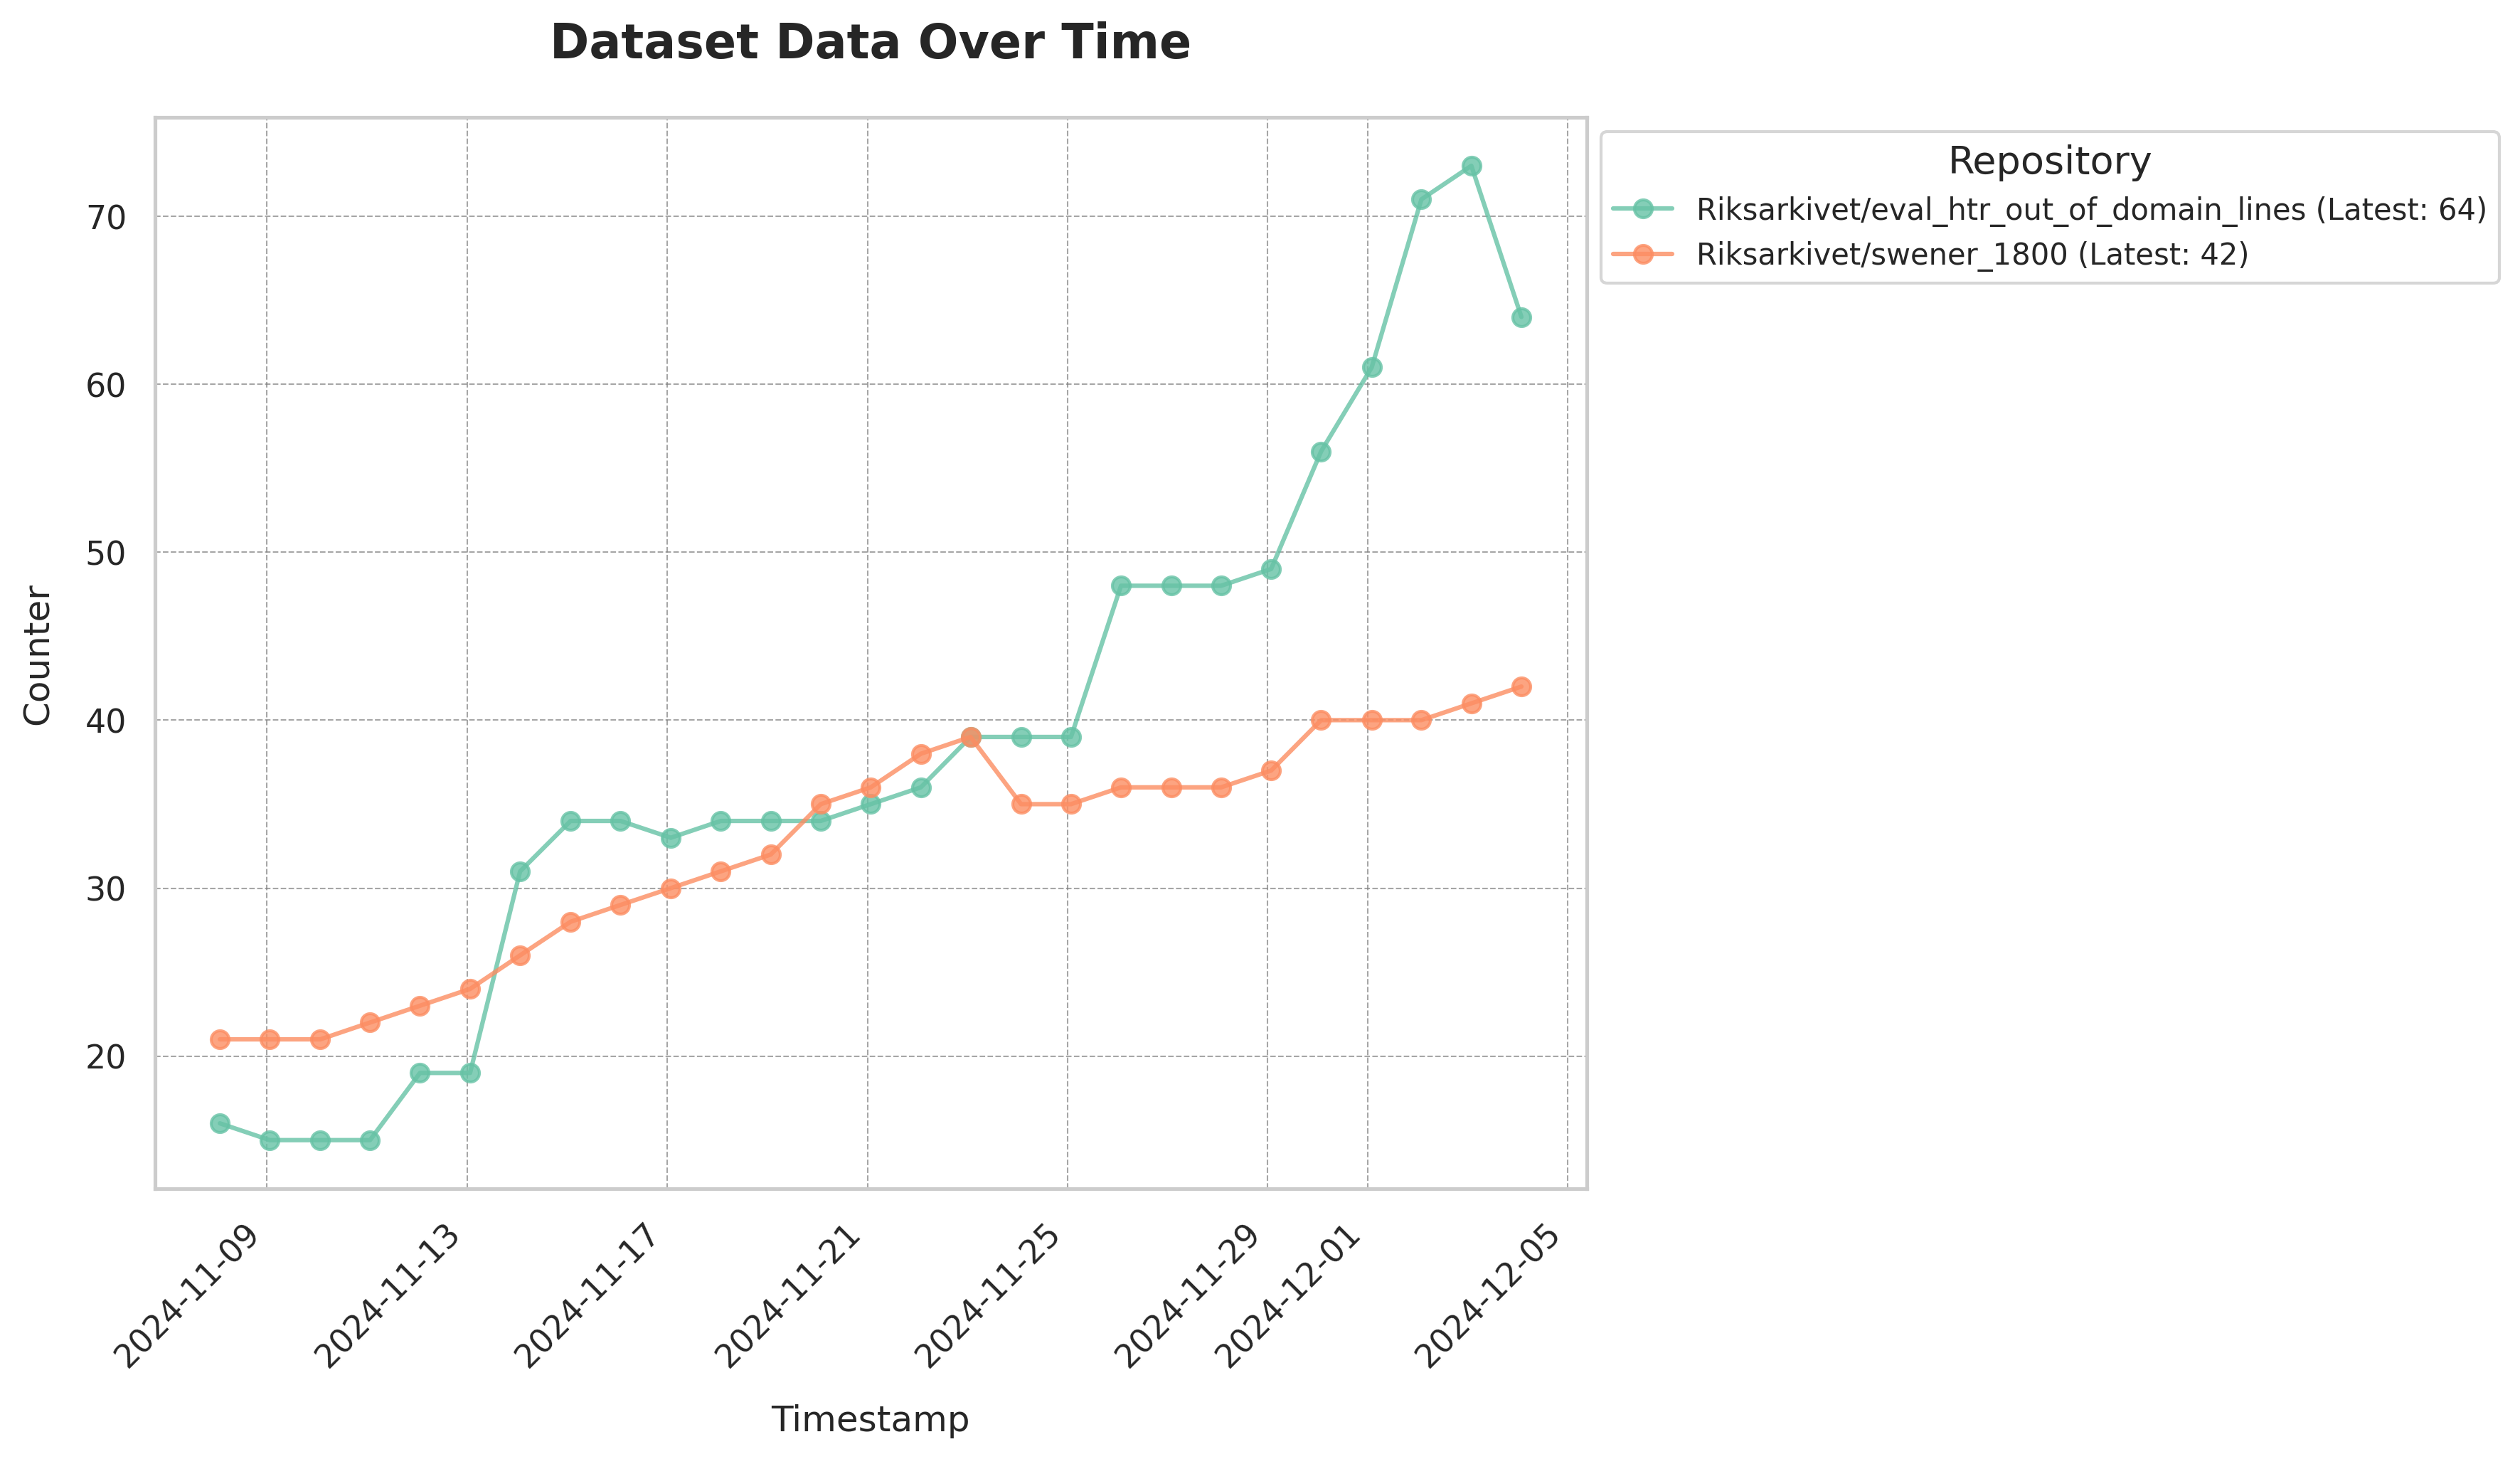 Dataset Data Over Time
Repository
Riksarkivet/eval_htr_out_of_domain_lines (Latest: 64)
Riksarkivet/swener_1800 (Latest: 42)
Counter
70
60
50
40
30
20
2024-11-09
2024-11-13
2024-11-17
2024-11-21
2024-11-25
2024-11-29
2024-12-01
2024-12-05
Timestamp